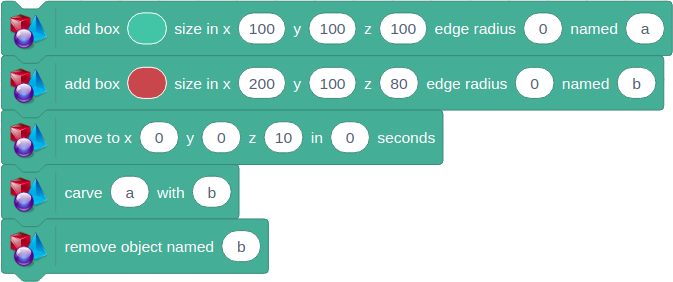 add box size in x 100 y 100 z 100 edge radius 0 named a
add box size in x 200 y 100 z 80 edge radius 0 named b
move to x 0 y 0 z 10 in 0 seconds
carve a with b
remove object named b